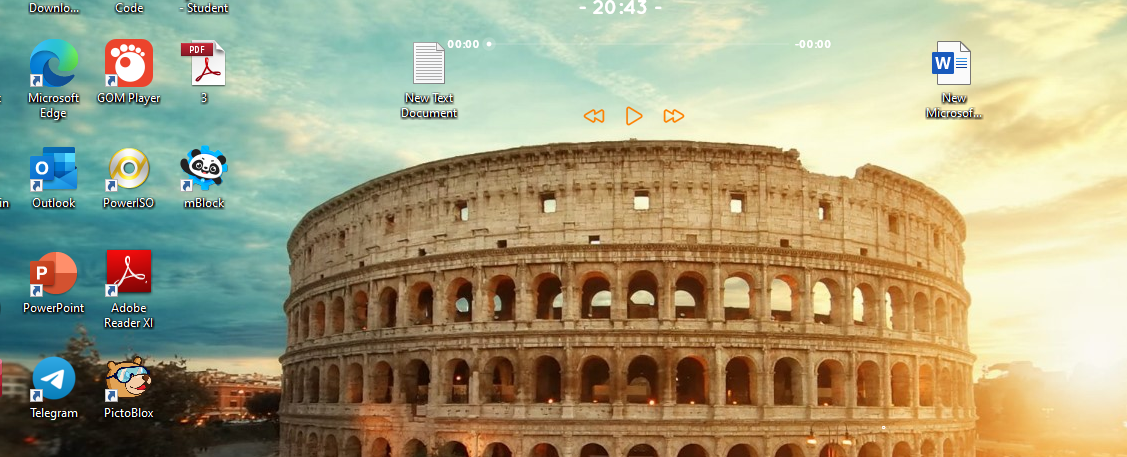 Downlo...
Code
- Student
- 20:43 -
00:00
-00:00
Microsoft
Edge
GOM Player
PDF
3
New Text
Document
W
New
Microsof...
O
Outlook
PowerISO
mBlock
in
P
PowerPoint
Adobe
Reader XI
Telegram
PictoBlox